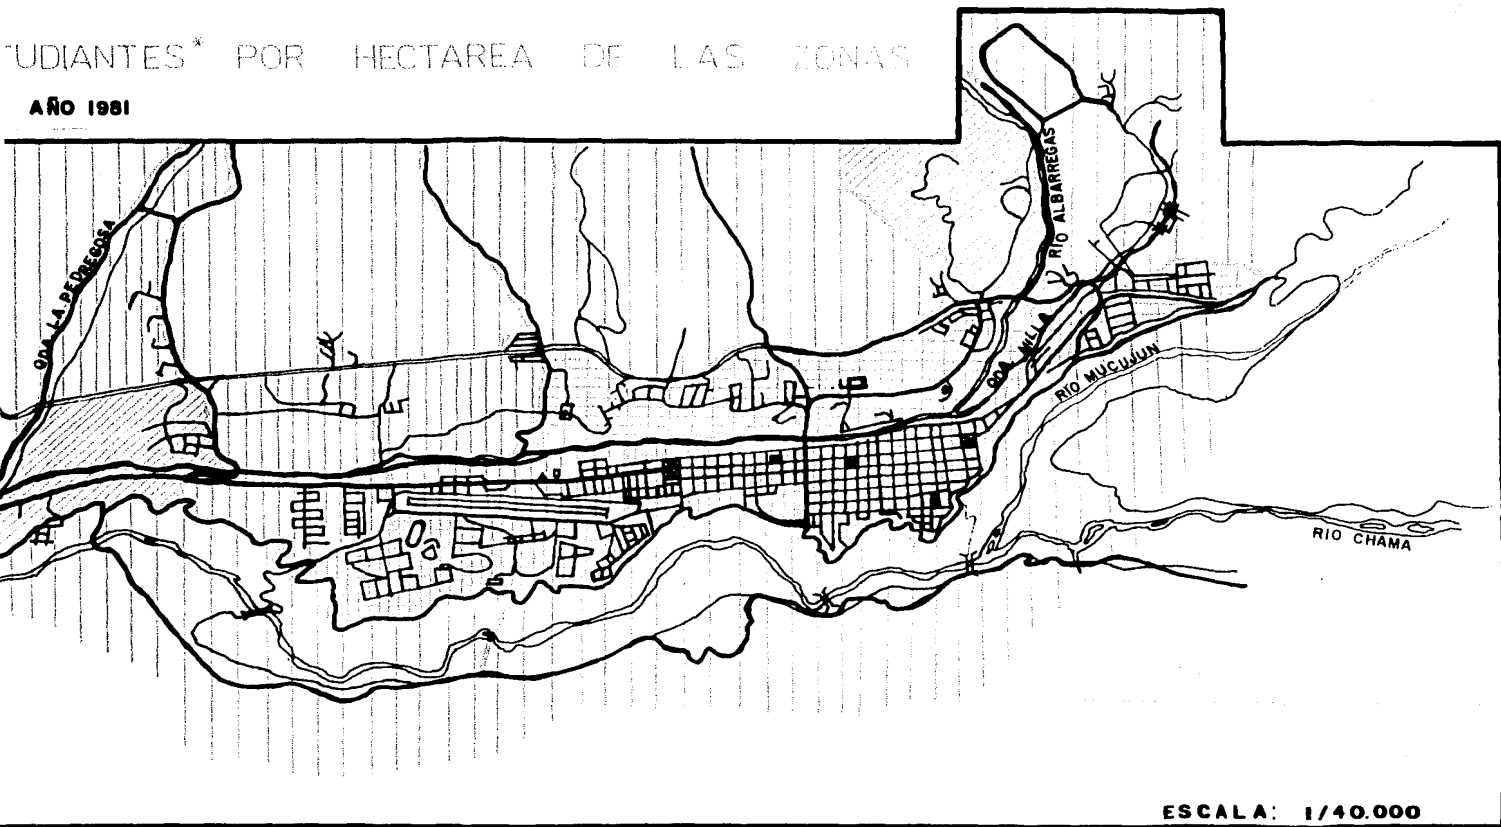 UDIANTES* POR HECTAREA DE LAS ZONAS
AÑO 1981
QDA. LA PEDREGOSA
RIO ALBARREGAS
QDA. MILLA
RIO MUCUJUN
RIO CHAMA
ESCALA: 1/40.000